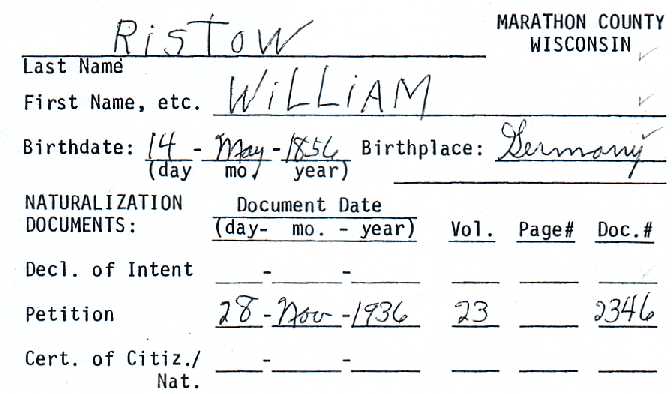 RiSTOW MARATHON COUNTY
WISCONSIN
Last Name
First Name, etc. WiLLiAM
Birthdate: 14 - May - 1856 Birthplace: Germany
(day mo. year)
NATURALIZATION Document Date
DOCUMENTS: (day- mo. - year) Vol. Page# Doc.#
Decl. of Intent - -
Petition 28 - Nov - 1936 23 2346
Cert. of Citiz./ - -
Nat.